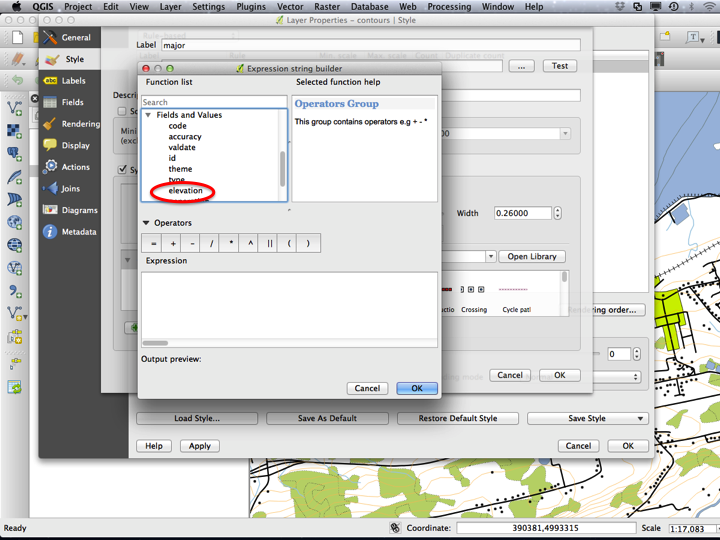 QGIS File Edit View Layer Settings Plugins Vector Raster Database Web Processing Window Help
Layer Properties - contours | Style
General
Style
Labels
Fields
Rendering
Display
Actions
Joins
Diagrams
Metadata
Label major
... Test
Expression string builder
Function list
Selected function help
Search
Fields and Values
code
accuracy
valdate
id
theme
type
elevation
Operators Group
This group contains operators e.g + - *
Operators
= + - / * ^ || ( )
Expression
Output preview:
Cancel OK
Width 0.26000
Open Library
Crossing Cycle patl
Rendering order...
0
Cancel OK
Load Style... Save As Default Restore Default Style Save Style
Help Apply Cancel OK
Ready
Coordinate: 390381,4993315 Scale 1:17,083